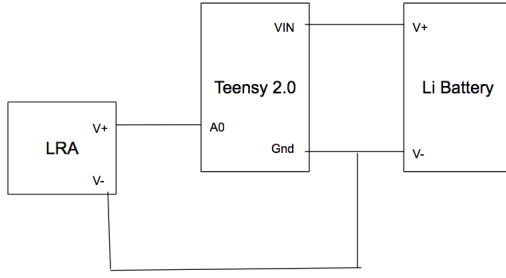 VIN
V+
Teensy 2.0
Li Battery
V+
A0
LRA
Gnd
V-
V-